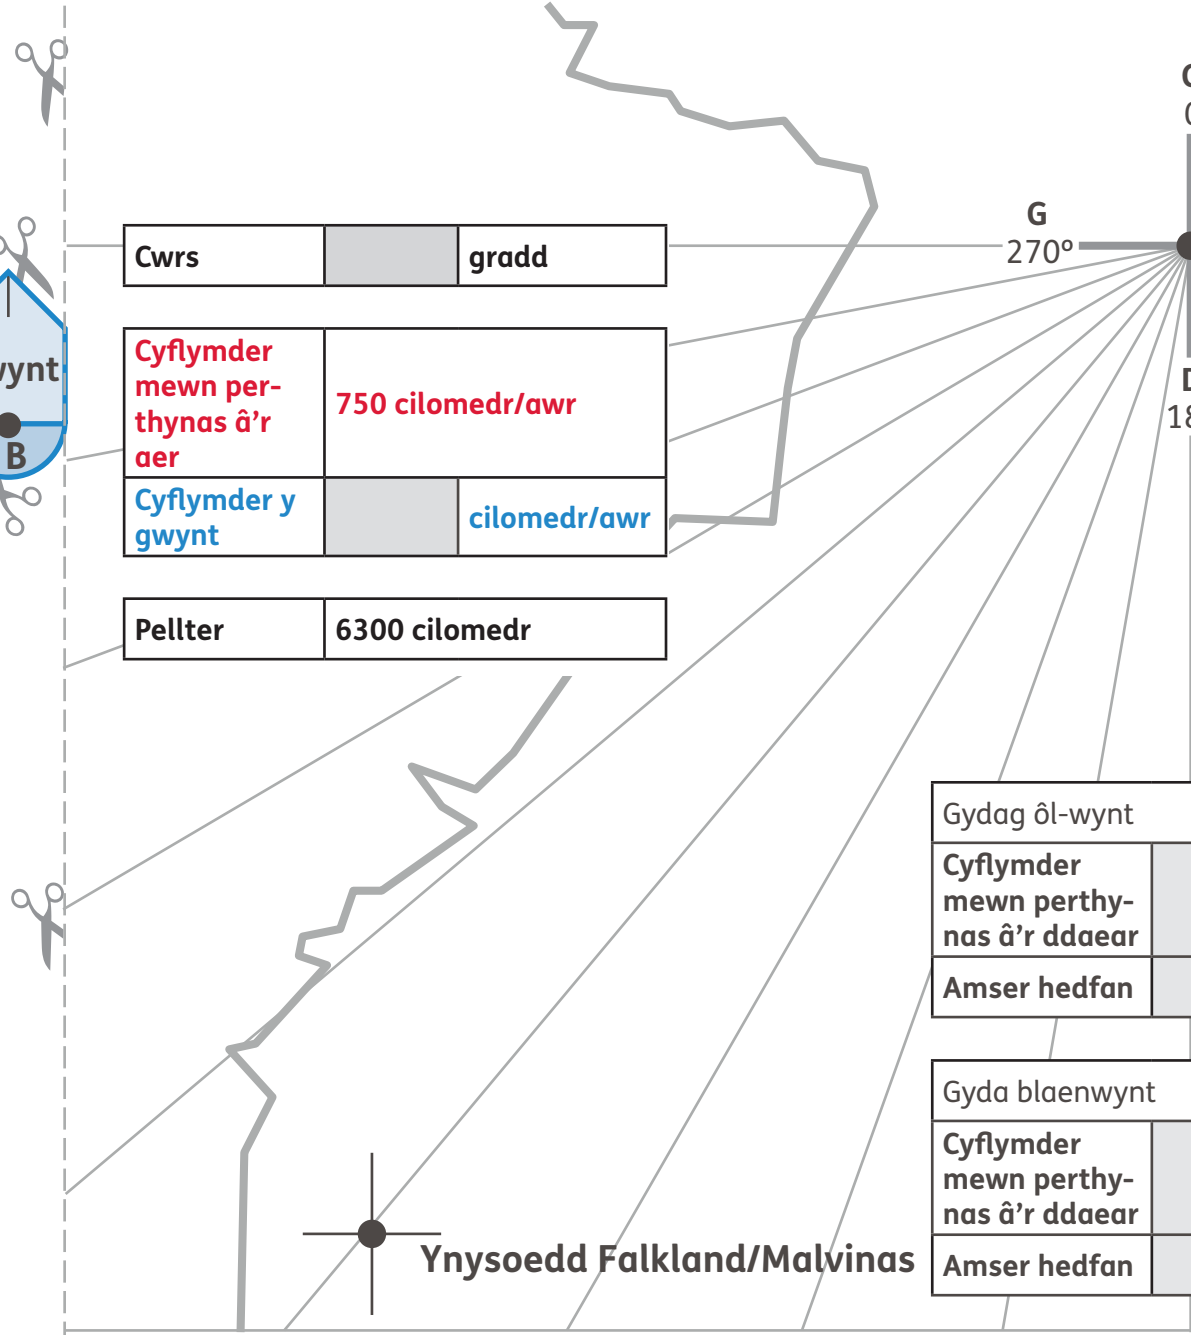 G
270°
Cwrs
gradd
Cyflymder
mewn per-
thynas â’r
aer
750 cilomedr/awr
B
Cyflymder y
gwynt
cilomedr/awr
Pellter
6300 cilomedr
Gydag ôl-wynt
Cyflymder
mewn perthy-
nas â’r ddaear
Amser hedfan
Gyda blaenwynt
Cyflymder
mewn perthy-
nas â’r ddaear
Amser hedfan
Ynysoedd Falkland/Malvinas